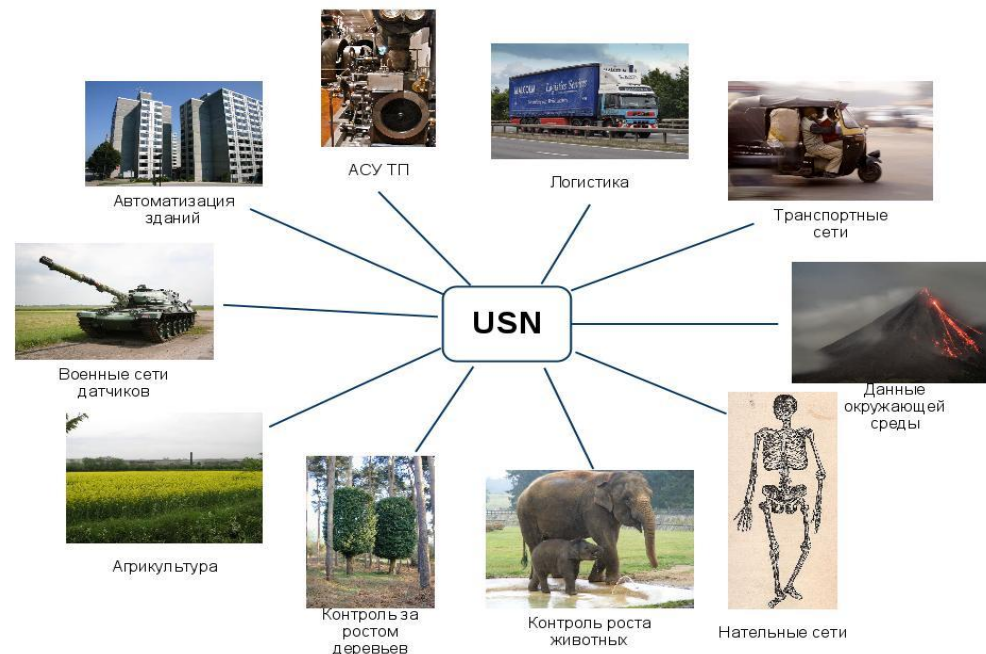 АСУ ТП
Логистика
Автоматизация
зданий
Транспортные
сети
USN
Военные сети
датчиков
Данные
окружающей
среды
Агрикультура
Контроль за
ростом
деревьев
Контроль роста
животных
Нательные сети